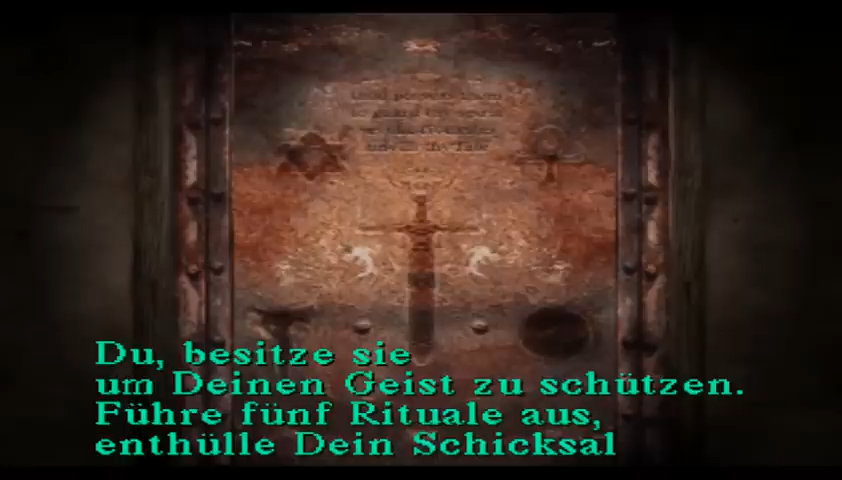 Du, besitze sie
um Deinen Geist zu schützen.
Führe fünf Rituale aus,
enthülle Dein Schicksal